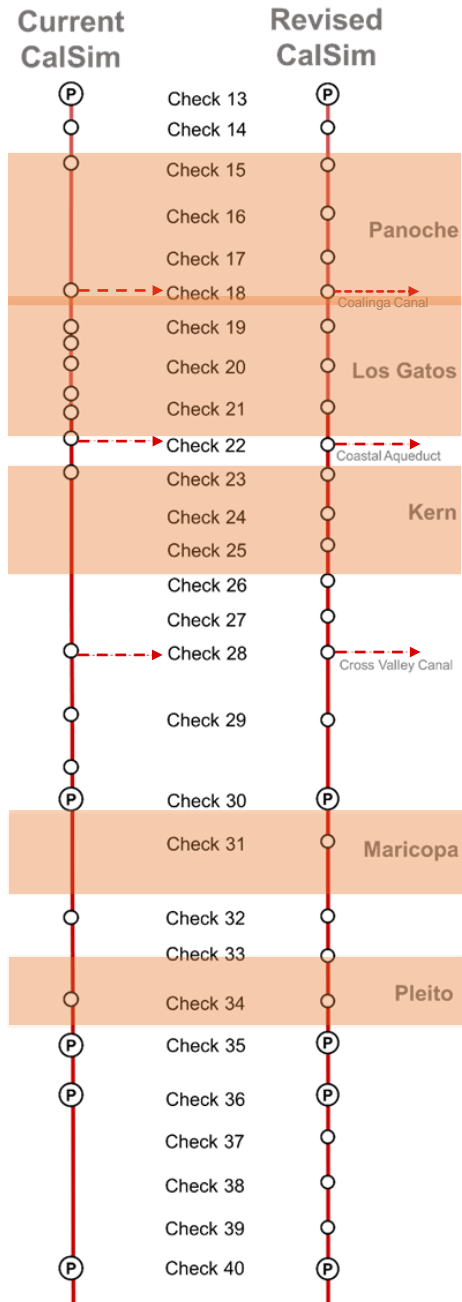 Current
CalSim
Revised
CalSim
P
Check 13
P
Check 14
Check 15
Check 16
Panoche
Check 17
Check 18
Coalinga Canal
Check 19
Check 20
Los Gatos
Check 21
Check 22
Coastal Aqueduct
Check 23
Check 24
Kern
Check 25
Check 26
Check 27
Check 28
Cross Valley Canal
Check 29
P
Check 30
P
Check 31
Maricopa
Check 32
Check 33
Check 34
Pleito
P
Check 35
P
P
Check 36
P
Check 37
Check 38
Check 39
P
Check 40
P